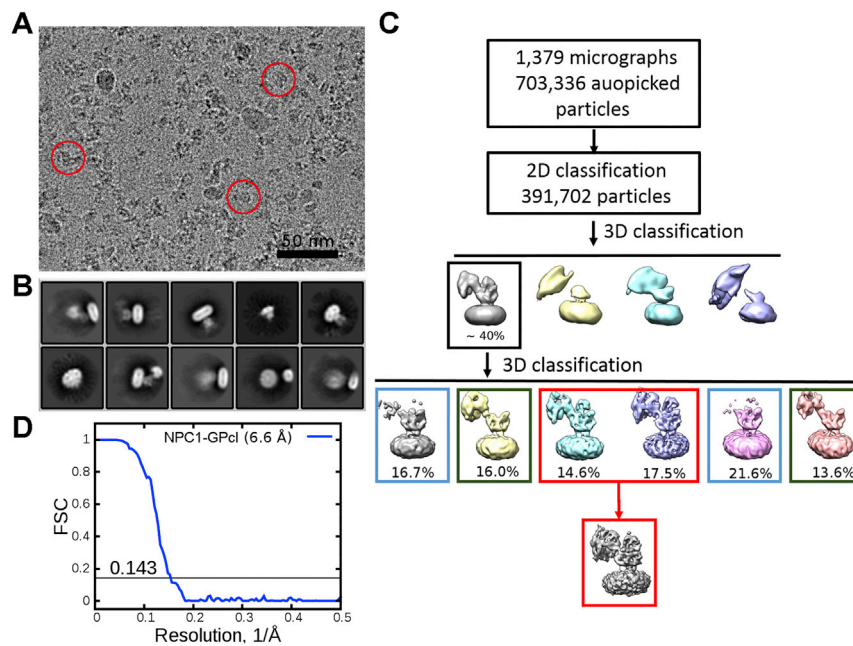 A
50 nm
B
C
1,379 micrographs
703,336 auopicked
particles
2D classification
391,702 particles
3D classification
~ 40%
3D classification
16.7%
16.0%
14.6%
17.5%
21.6%
13.6%
D
NPC1-GPcl (6.6 Å)
1
0.8
0.6
0.4
0.2
0
FSC
0.143
0
0.1
0.2
0.3
0.4
0.5
Resolution, 1/Å